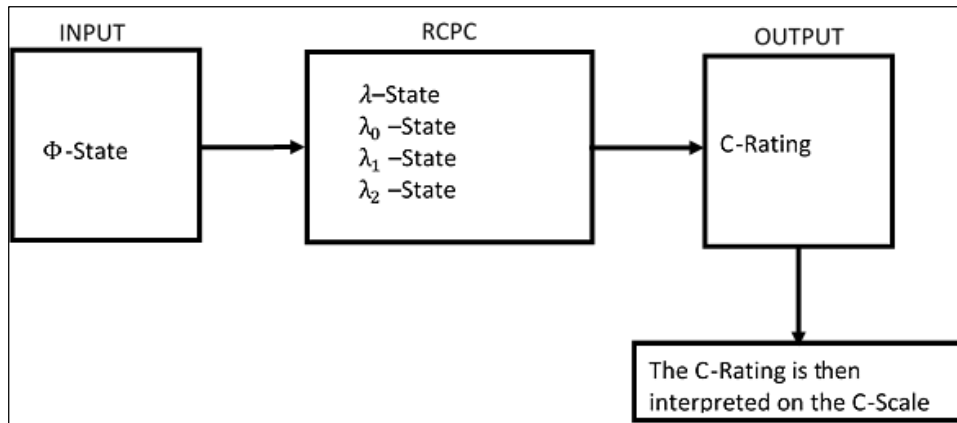 INPUT
RCPC
OUTPUT
Φ-State
λ–State
λ₀ –State
λ₁ –State
λ₂ –State
C-Rating
The C-Rating is then
interpreted on the C-Scale